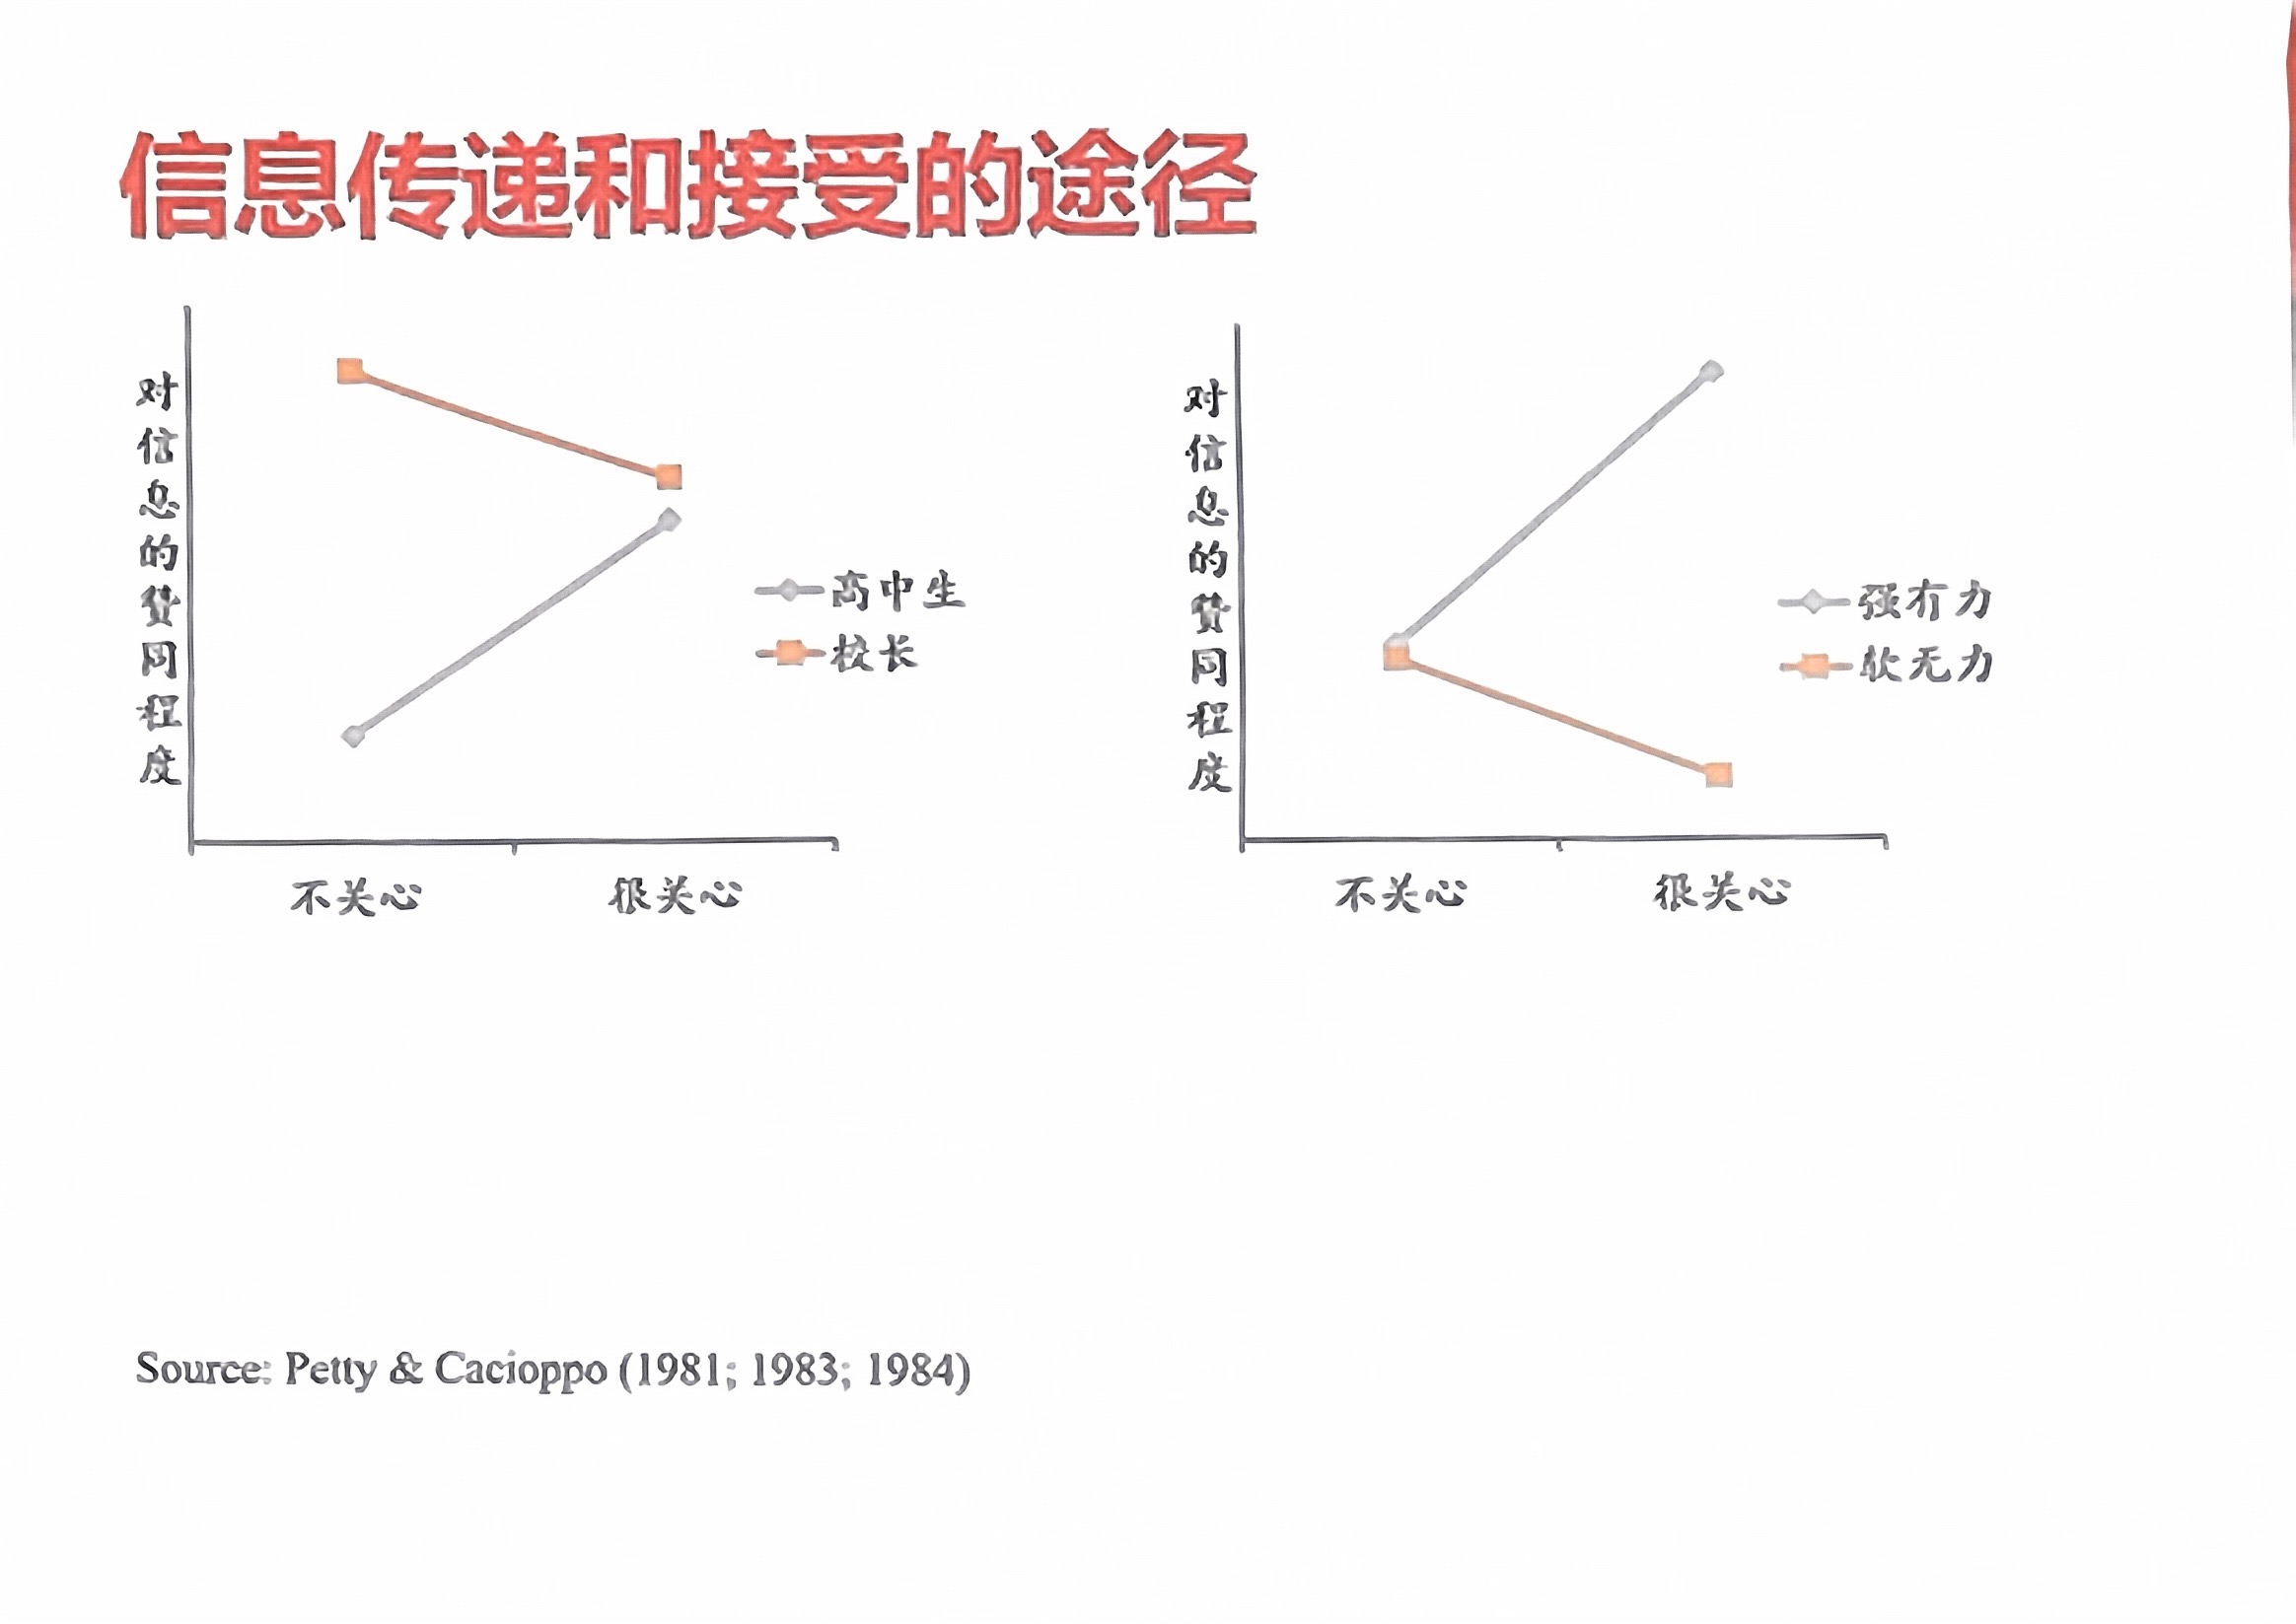 信息传递和接受的途径
对信息的赞同程度
高中生
校长
不关心 很关心
对信息的赞同程度
强有力
软无力
不关心 很关心
Source: Petty & Cacioppo (1981; 1983; 1984)